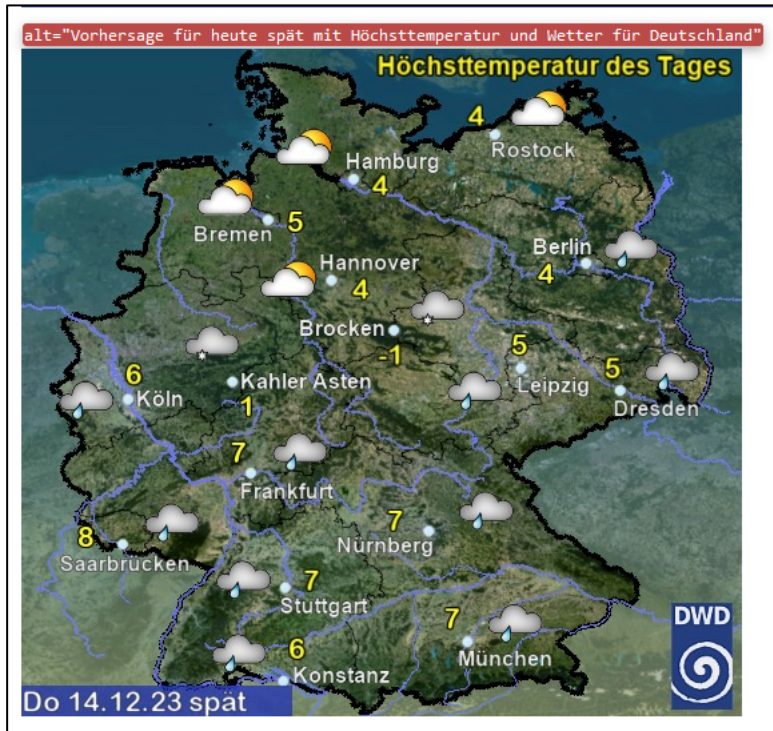 alt="Vorhersage für heute spät mit Höchsttemperatur und Wetter für Deutschland"
Höchsttemperatur des Tages
4
Rostock
Hamburg
4
5
Bremen
Berlin
4
Hannover
4
Brocken
-1
5
Leipzig
5
Dresden
6
Köln
Kahler Asten
1
7
Frankfurt
7
Nürnberg
8
Saarbrücken
7
Stuttgart
7
München
6
Konstanz
DWD
Do 14.12.23 spät